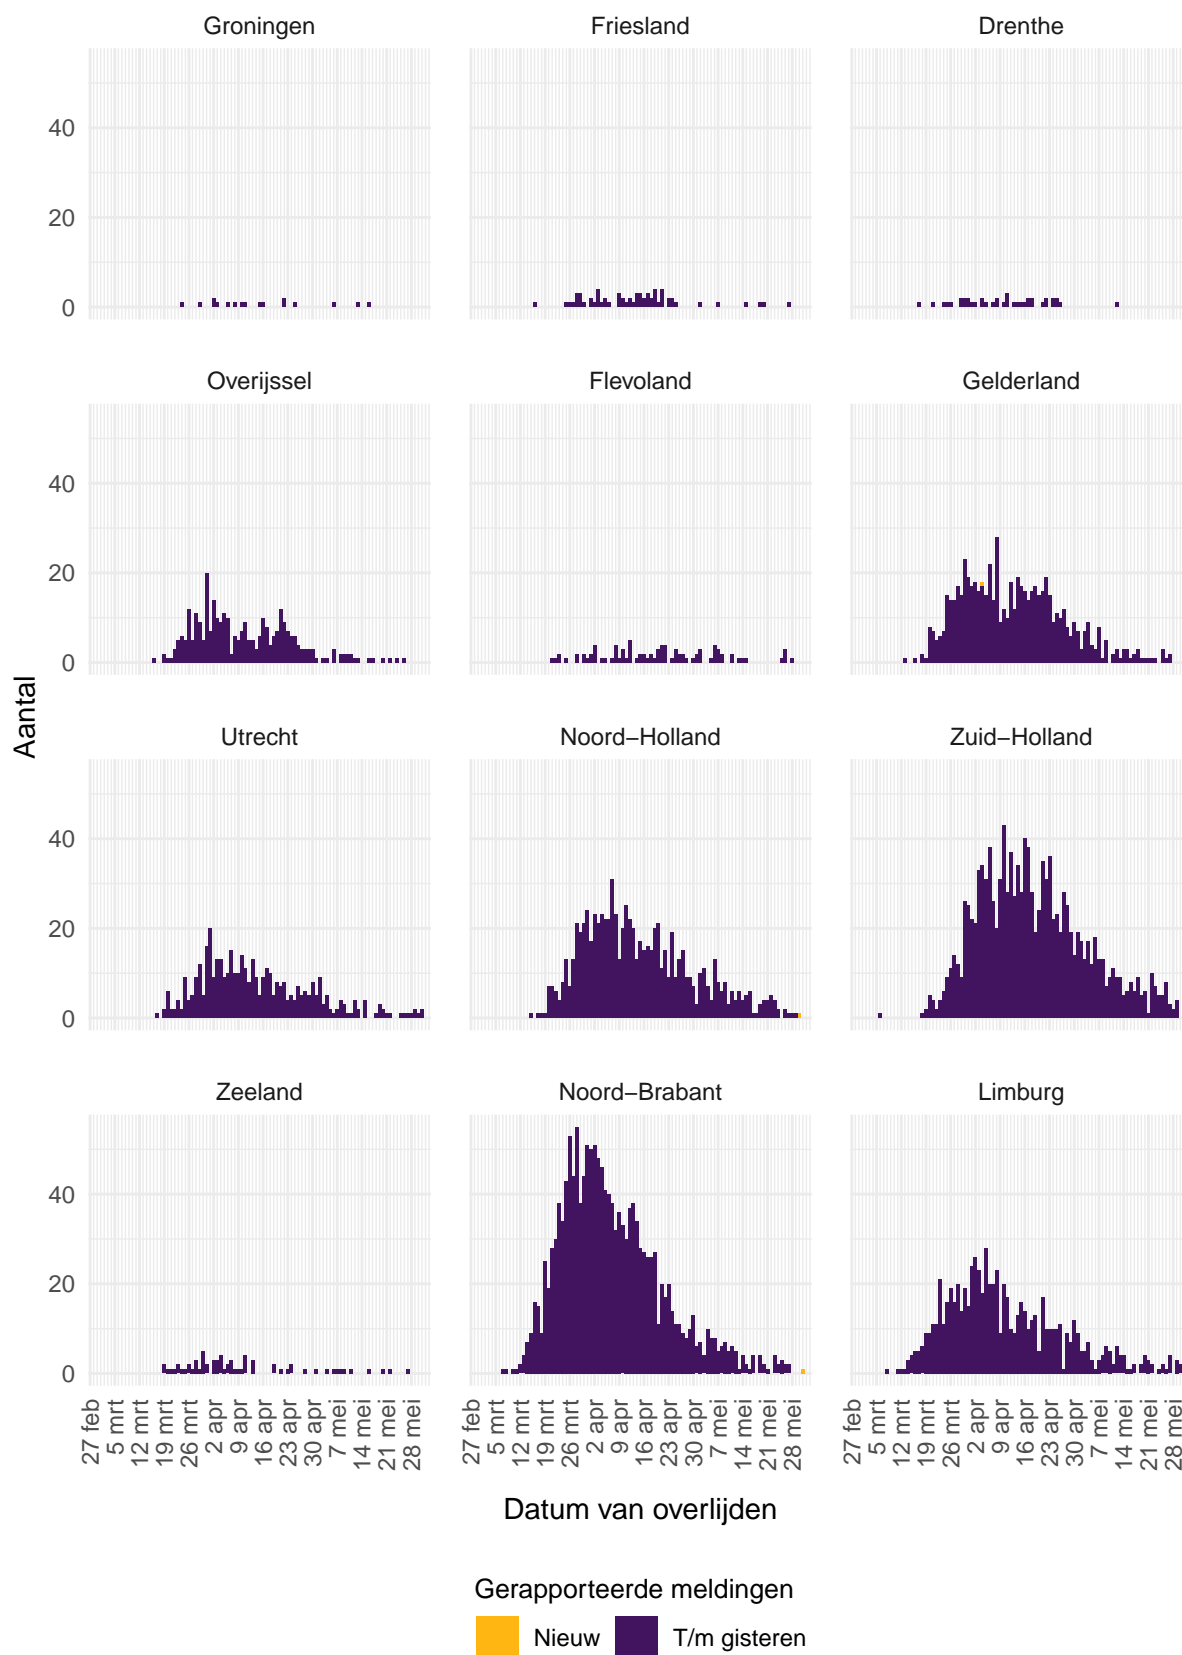 Groningen Friesland Drenthe
40
20
0
Overijssel Flevoland Gelderland
40
20
0
Aantal
Utrecht Noord−Holland Zuid−Holland
40
20
0
Zeeland Noord−Brabant Limburg
40
20
0
27 feb 5 mrt 12 mrt 19 mrt 26 mrt 2 apr 9 apr 16 apr 23 apr 30 apr 7 mei 14 mei 21 mei 28 mei
27 feb 5 mrt 12 mrt 19 mrt 26 mrt 2 apr 9 apr 16 apr 23 apr 30 apr 7 mei 14 mei 21 mei 28 mei
27 feb 5 mrt 12 mrt 19 mrt 26 mrt 2 apr 9 apr 16 apr 23 apr 30 apr 7 mei 14 mei 21 mei 28 mei
Datum van overlijden
Gerapporteerde meldingen
Nieuw T/m gisteren